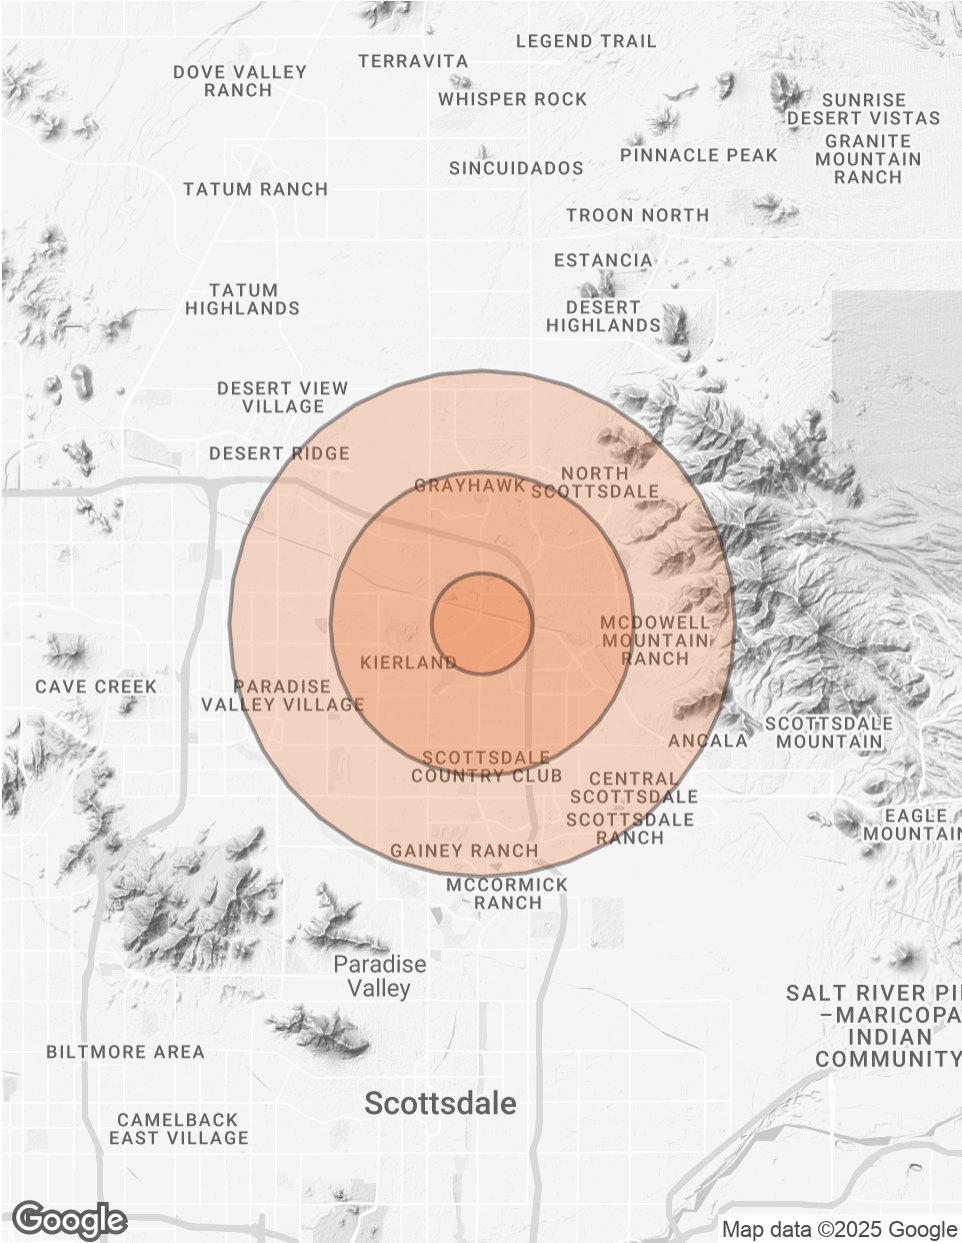 LEGEND TRAIL
TERRAVITA
DOVE VALLEY
RANCH
WHISPER ROCK
SUNRISE
DESERT VISTAS
GRANITE
MOUNTAIN
RANCH
PINNACLE PEAK
SINCUIDADOS
TATUM RANCH
TROON NORTH
ESTANCIA
TATUM
HIGHLANDS
DESERT
HIGHLANDS
DESERT VIEW
VILLAGE
DESERT RIDGE
GRAYHAWK
NORTH
SCOTTSDALE
MCDOWELL
MOUNTAIN
RANCH
KIERLAND
CAVE CREEK
PARADISE
VALLEY VILLAGE
SCOTTSDALE
MOUNTAIN
ANCALA
SCOTTSDALE
COUNTRY CLUB
CENTRAL
SCOTTSDALE
SCOTTSDALE
RANCH
EAGLE
MOUNTAIN
GAINEY RANCH
MCCORMICK
RANCH
Paradise
Valley
SALT RIVER PI
–MARICOPA
INDIAN
COMMUNITY
BILTMORE AREA
Scottsdale
CAMELBACK
EAST VILLAGE
Google
Map data ©2025 Google